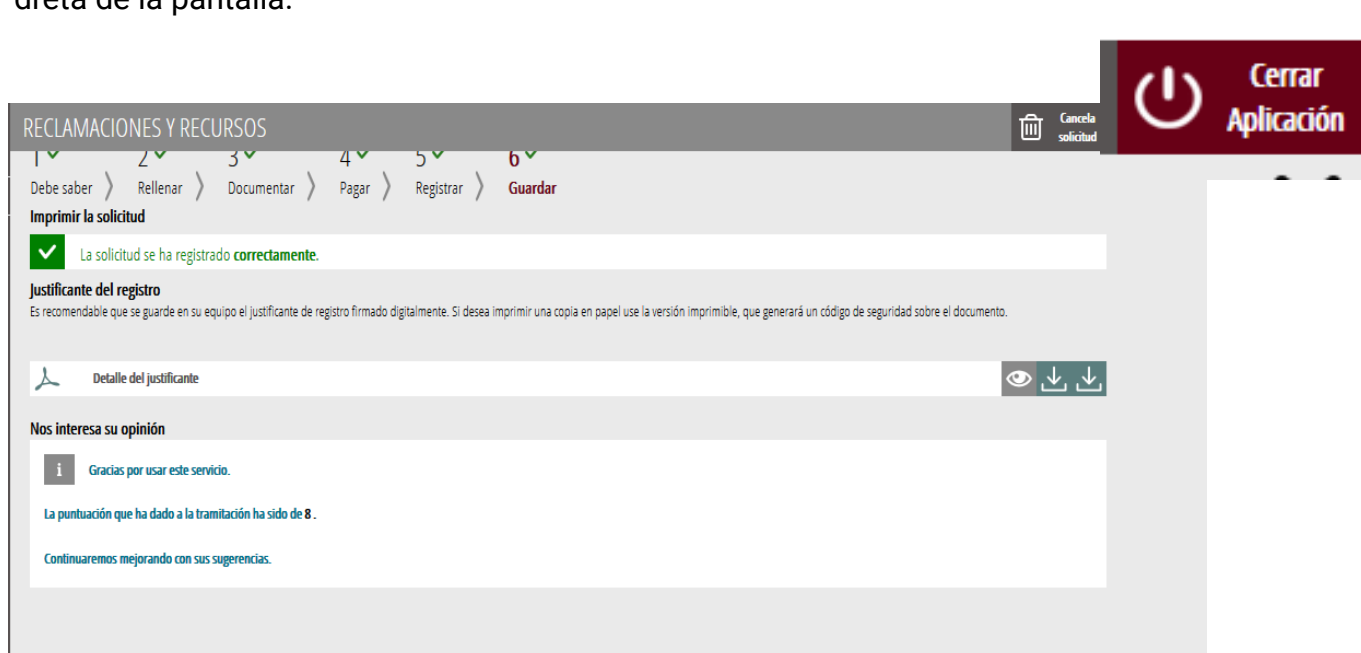 dreta de la pantalla.
Cerrar
Aplicación
RECLAMACIONES Y RECURSOS
Cancela
solicitud
1 2 3 4 5 6
Debe saber Rellenar Documentar Pagar Registrar Guardar
Imprimir la solicitud
La solicitud se ha registrado correctamente.
Justificante del registro
Es recomendable que se guarde en su equipo el justificante de registro firmado digitalmente. Si desea imprimir una copia en papel use la versión imprimible, que generará un código de seguridad sobre el documento.
Detalle del justificante
Nos interesa su opinión
i Gracias por usar este servicio.
La puntuación que ha dado a la tramitación ha sido de 8 .
Continuaremos mejorando con sus sugerencias.